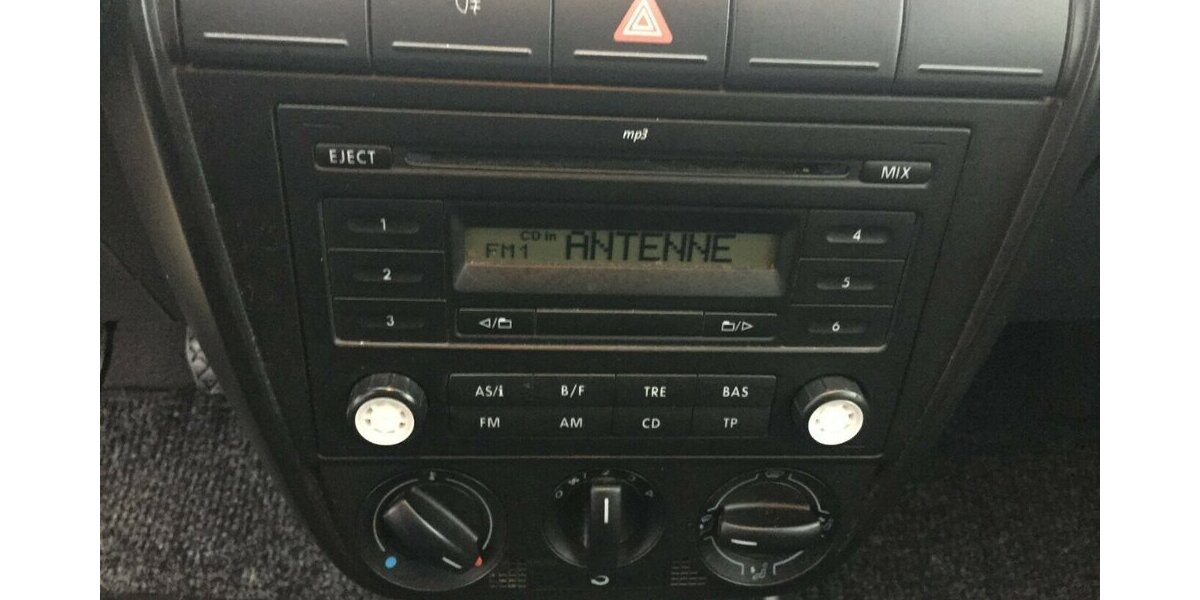 mp3
EJECT
MIX
1
4
CD in
FM1 ANTENNE
2
5
3
6
AS/i B/F TRE BAS
FM AM CD TP